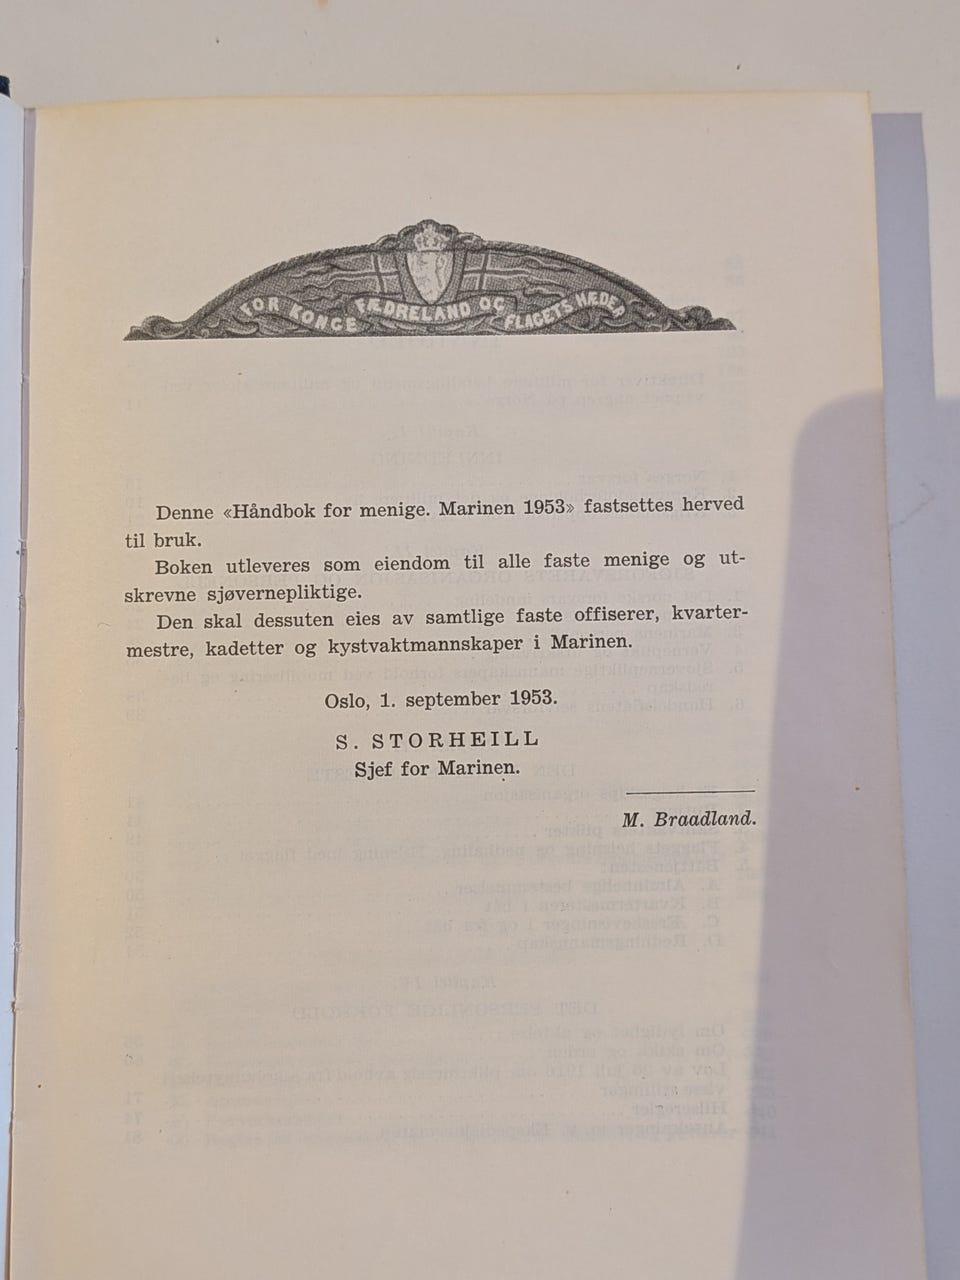 FOR KONGE FÆDRELAND OG FLAGETS HÆDER
Denne «Håndbok for menige. Marinen 1953» fastsettes herved
til bruk.
Boken utleveres som eiendom til alle faste menige og ut-
skrevne sjøvernepliktige.
Den skal dessuten eies av samtlige faste offiserer, kvarter-
mestre, kadetter og kystvaktmannskaper i Marinen.
Oslo, 1. september 1953.
S. STORHEILL
Sjef for Marinen.
M. Braadland.